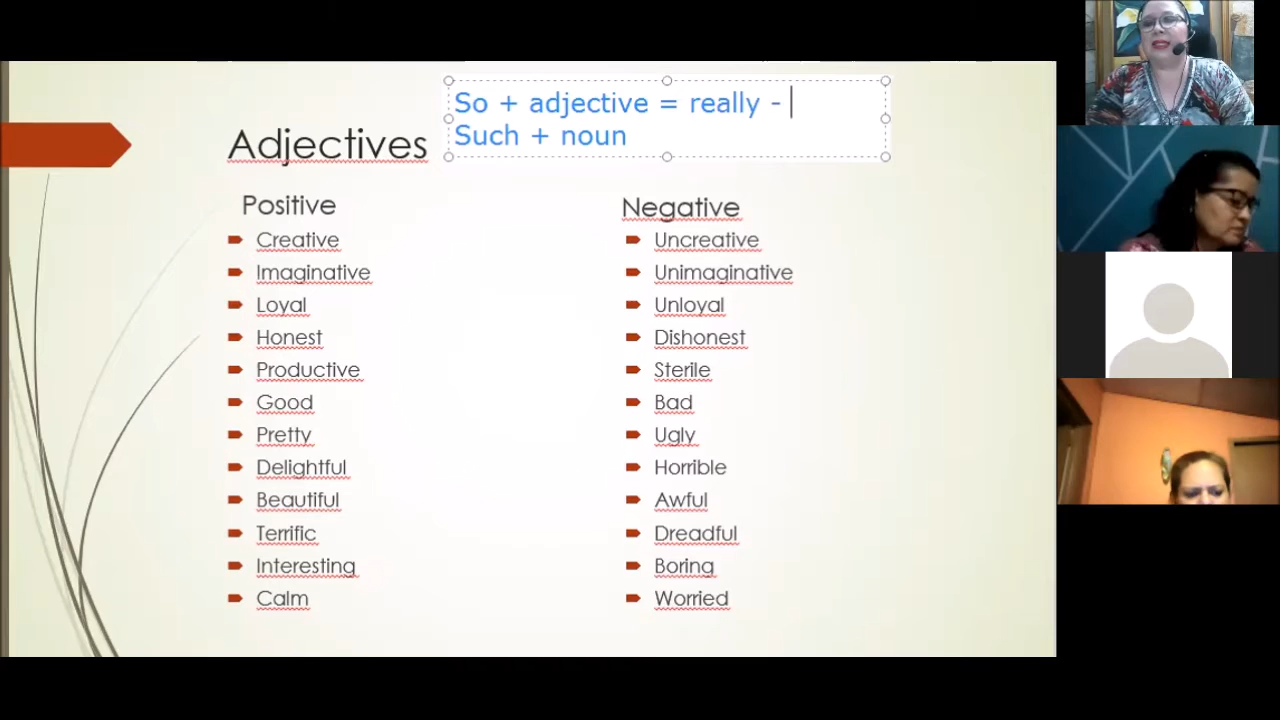 So + adjective = really -
Such + noun
Adjectives
Positive
Creative
Imaginative
Loyal
Honest
Productive
Good
Pretty
Delightful
Beautiful
Terrific
Interesting
Calm
Negative
Uncreative
Unimaginative
Unloyal
Dishonest
Sterile
Bad
Ugly
Horrible
Awful
Dreadful
Boring
Worried